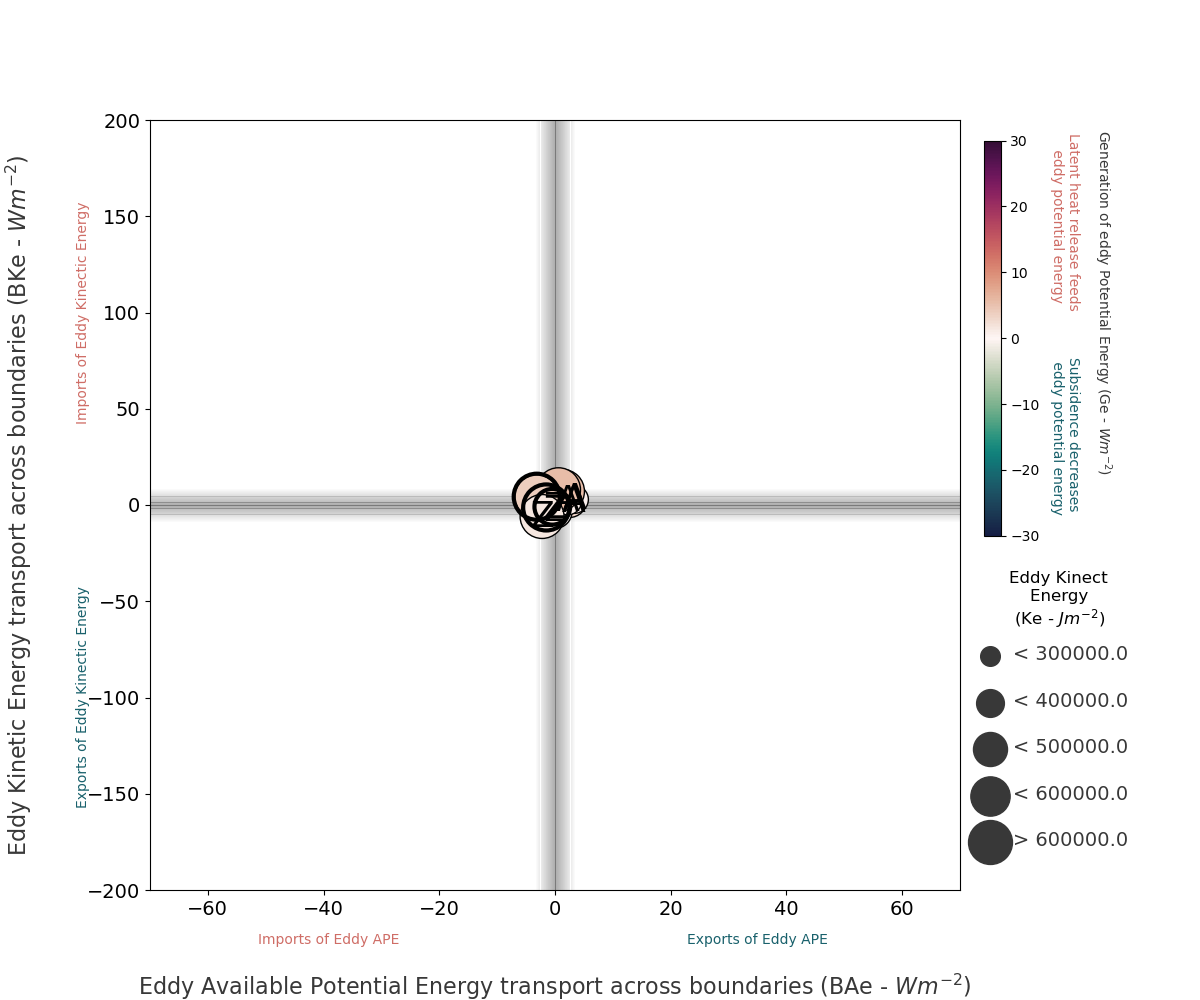 Eddy Kinetic Energy transport across boundaries (BKe - Wm⁻²)
Imports of Eddy Kinectic Energy
Exports of Eddy Kinectic Energy
200
150
100
50
0
−50
−100
−150
−200
−60
−40
−20
0
20
40
60
Imports of Eddy APE
Exports of Eddy APE
Eddy Available Potential Energy transport across boundaries (BAe - Wm⁻²)
A
Z
30
20
10
0
−10
−20
−30
Latent heat release feeds
eddy potential energy
Subsidence decreases
eddy potential energy
Generation of eddy Potential Energy (Ge - Wm⁻²)
Eddy Kinect
Energy
(Ke - Jm⁻²)
< 300000.0
< 400000.0
< 500000.0
< 600000.0
> 600000.0